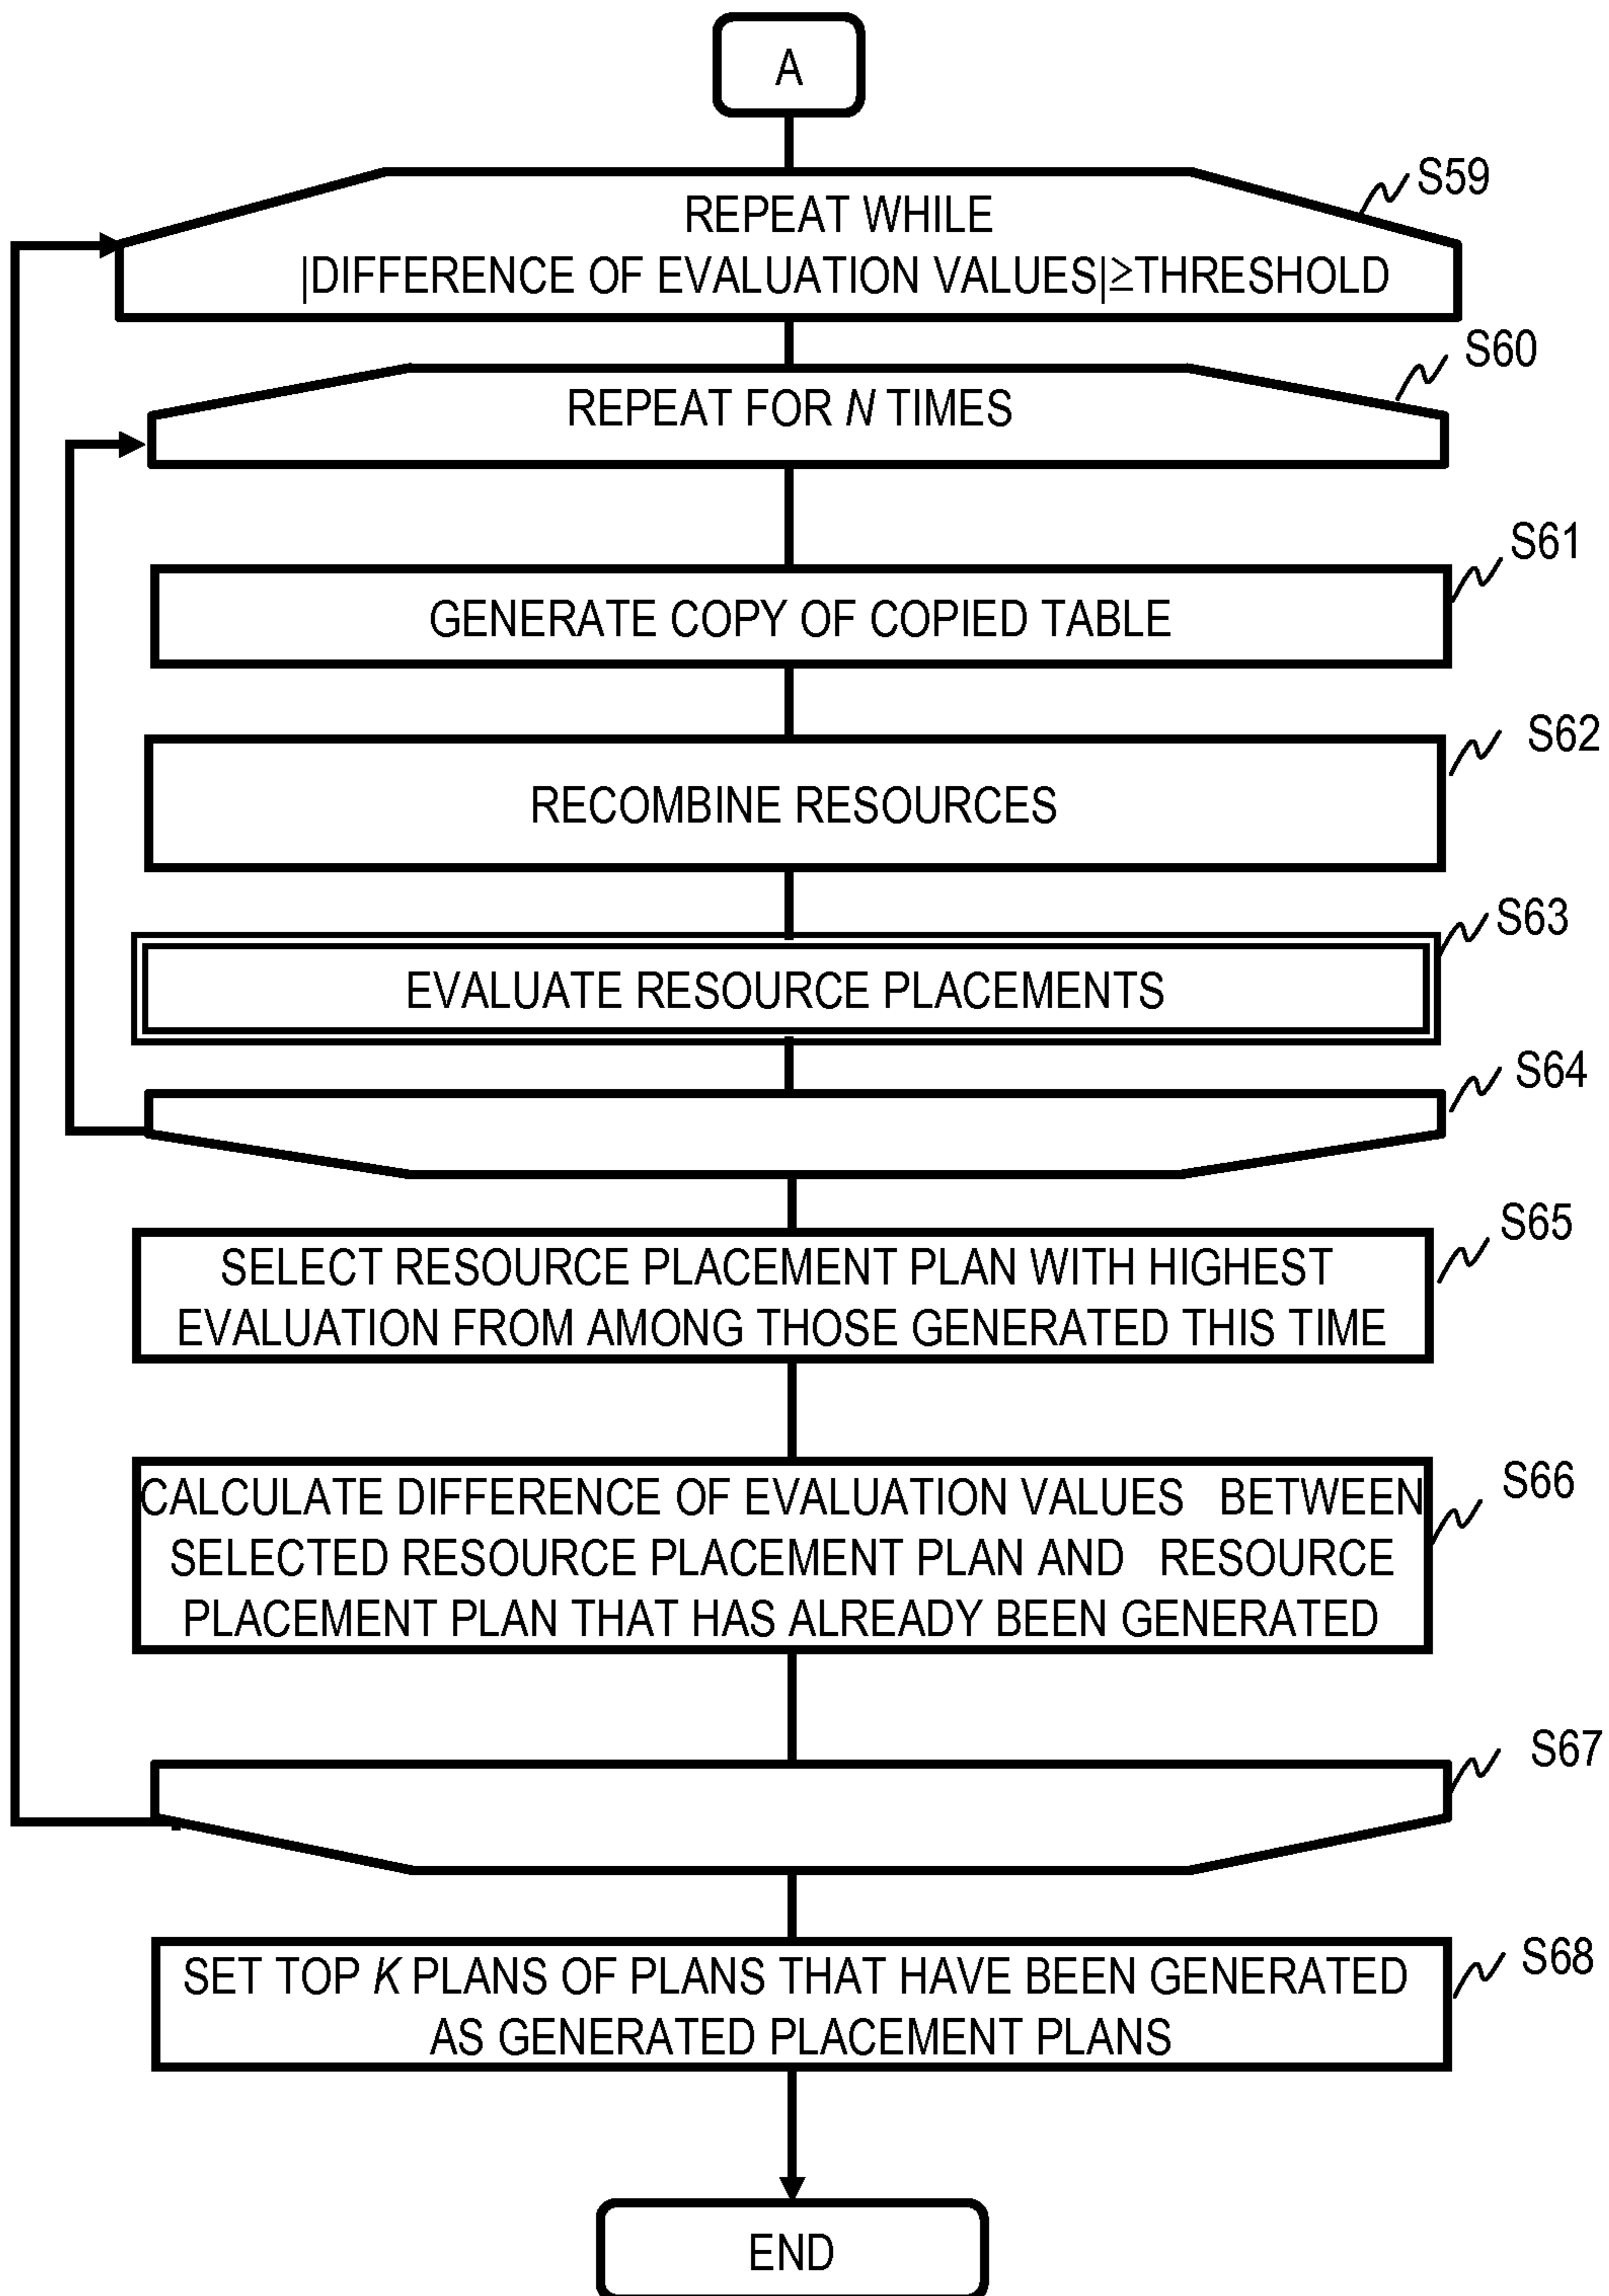 A
S59
REPEAT WHILE
|DIFFERENCE OF EVALUATION VALUES|≥THRESHOLD
S60
REPEAT FOR N TIMES
S61
GENERATE COPY OF COPIED TABLE
S62
RECOMBINE RESOURCES
S63
EVALUATE RESOURCE PLACEMENTS
S64
S65
SELECT RESOURCE PLACEMENT PLAN WITH HIGHEST
EVALUATION FROM AMONG THOSE GENERATED THIS TIME
S66
CALCULATE DIFFERENCE OF EVALUATION VALUES BETWEEN
SELECTED RESOURCE PLACEMENT PLAN AND RESOURCE
PLACEMENT PLAN THAT HAS ALREADY BEEN GENERATED
S67
S68
SET TOP K PLANS OF PLANS THAT HAVE BEEN GENERATED
AS GENERATED PLACEMENT PLANS
END